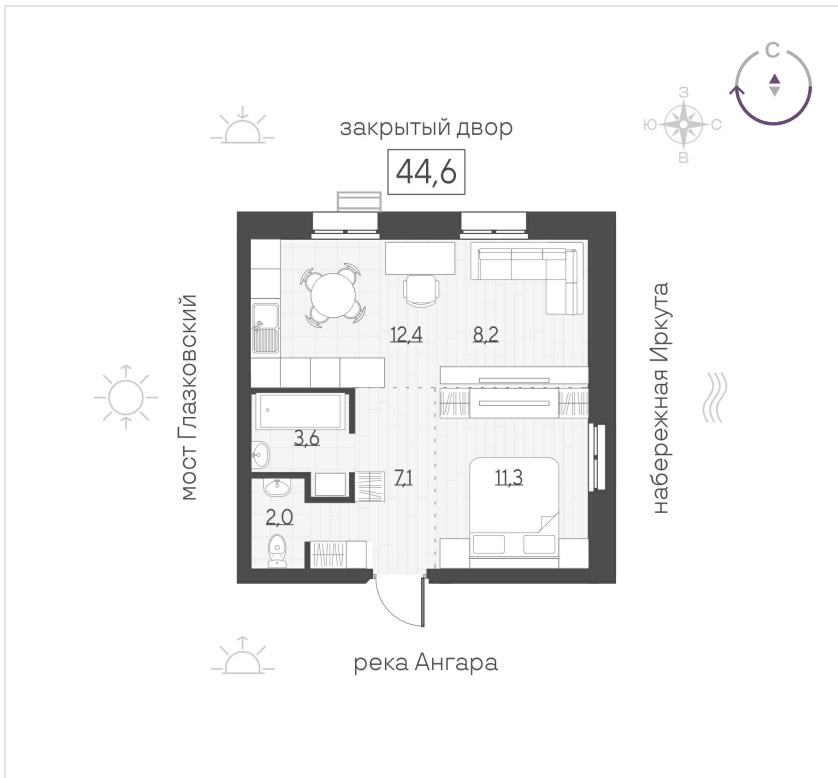 С
З
Ю С
В
закрытый двор
44,6
мост Глазковский
набережная Иркута
12,4
8,2
3,6
7,1
11,3
2,0
река Ангара